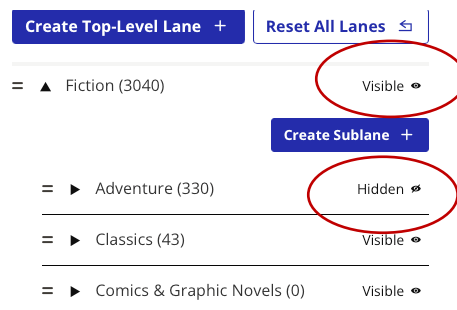 Create Top-Level Lane +
Reset All Lanes
Fiction (3040) Visible
Create Sublane +
Adventure (330) Hidden
Classics (43) Visible
Comics & Graphic Novels (0) Visible